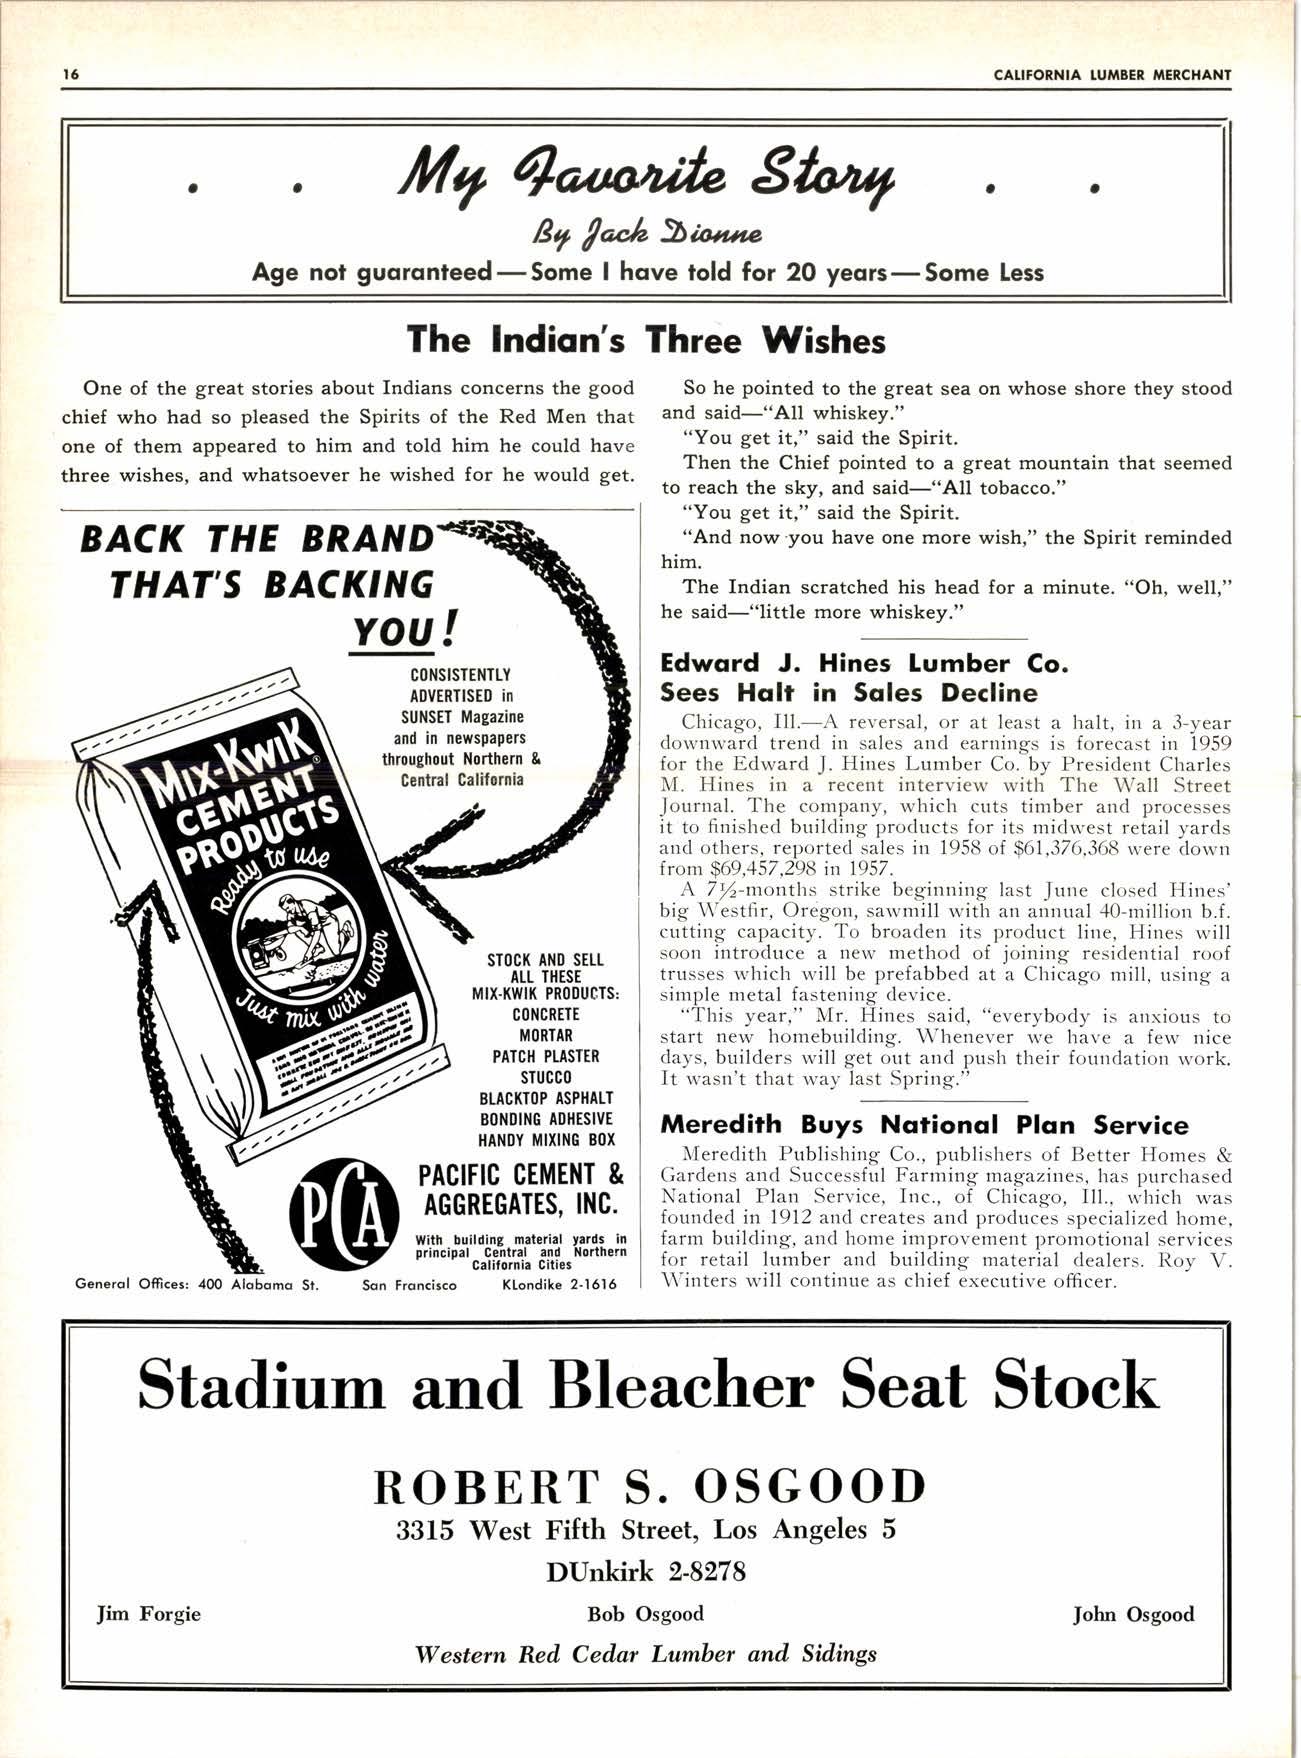 16
CALIFORNIA LUMBER MERCHANT
. . My Favorite Story . .
By Jack Dionne
Age not guaranteed — Some I have told for 20 years — Some Less
The Indian's Three Wishes
One of the great stories about Indians concerns the good
chief who had so pleased the Spirits of the Red Men that
one of them appeared to him and told him he could have
three wishes, and whatsoever he wished for he would get.
So he pointed to the great sea on whose shore they stood
and said—“All whiskey.”
“You get it,” said the Spirit.
Then the Chief pointed to a great mountain that seemed
to reach the sky, and said—“All tobacco.”
“You get it,” said the Spirit.
“And now you have one more wish,” the Spirit reminded
him.
The Indian scratched his head for a minute. “Oh, well,”
he said—“little more whiskey.”
BACK THE BRAND
THAT'S BACKING
YOU!
CONSISTENTLY
ADVERTISED in
SUNSET Magazine
and in newspapers
throughout Northern &
Central California
MIX-KWIK®
CEMENT
PRODUCTS
Ready to use
Just mix with water
STOCK AND SELL
ALL THESE
MIX-KWIK PRODUCTS:
CONCRETE
MORTAR
PATCH PLASTER
STUCCO
BLACKTOP ASPHALT
BONDING ADHESIVE
HANDY MIXING BOX
PCA
PACIFIC CEMENT &
AGGREGATES, INC.
With building material yards in
principal Central and Northern
California Cities
General Offices: 400 Alabama St. San Francisco KLondike 2-1616
Edward J. Hines Lumber Co.
Sees Halt in Sales Decline
Chicago, Ill.—A reversal, or at least a halt, in a 3-year
downward trend in sales and earnings is forecast in 1959
for the Edward J. Hines Lumber Co. by President Charles
M. Hines in a recent interview with The Wall Street
Journal. The company, which cuts timber and processes
it to finished building products for its midwest retail yards
and others, reported sales in 1958 of $61,376,368 were down
from $69,457,298 in 1957.
A 7½-months strike beginning last June closed Hines'
big Westfir, Oregon, sawmill with an annual 40-million b.f.
cutting capacity. To broaden its product line, Hines will
soon introduce a new method of joining residential roof
trusses which will be prefabbed at a Chicago mill, using a
simple metal fastening device.
“This year,” Mr. Hines said, “everybody is anxious to
start new homebuilding. Whenever we have a few nice
days, builders will get out and push their foundation work.
It wasn't that way last Spring.”
Meredith Buys National Plan Service
Meredith Publishing Co., publishers of Better Homes &
Gardens and Successful Farming magazines, has purchased
National Plan Service, Inc., of Chicago, Ill., which was
founded in 1912 and creates and produces specialized home,
farm building, and home improvement promotional services
for retail lumber and building material dealers. Roy V.
Winters will continue as chief executive officer.
Stadium and Bleacher Seat Stock
ROBERT S. OSGOOD
3315 West Fifth Street, Los Angeles 5
DUnkirk 2-8278
Jim Forgie Bob Osgood John Osgood
Western Red Cedar Lumber and Sidings